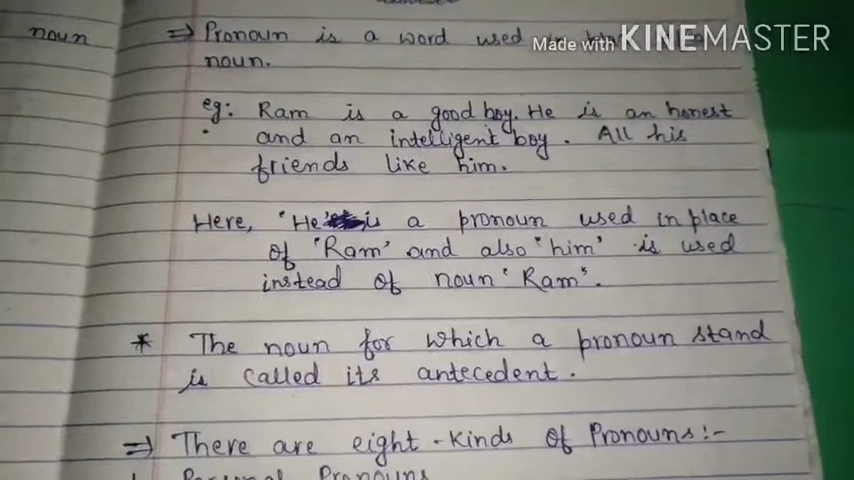 noun
⇒ Pronoun is a word used in
noun.
Made with KINEMASTER
eg: Ram is a good boy. He is an honest
and an intelligent boy. All his
friends like him.
Here, 'He' is a pronoun used in place
of 'Ram' and also 'him' is used
instead of noun 'Ram'.
* The noun for which a pronoun stand
is called its antecedent.
⇒ There are eight - kinds of Pronouns:-
Personal Pronouns